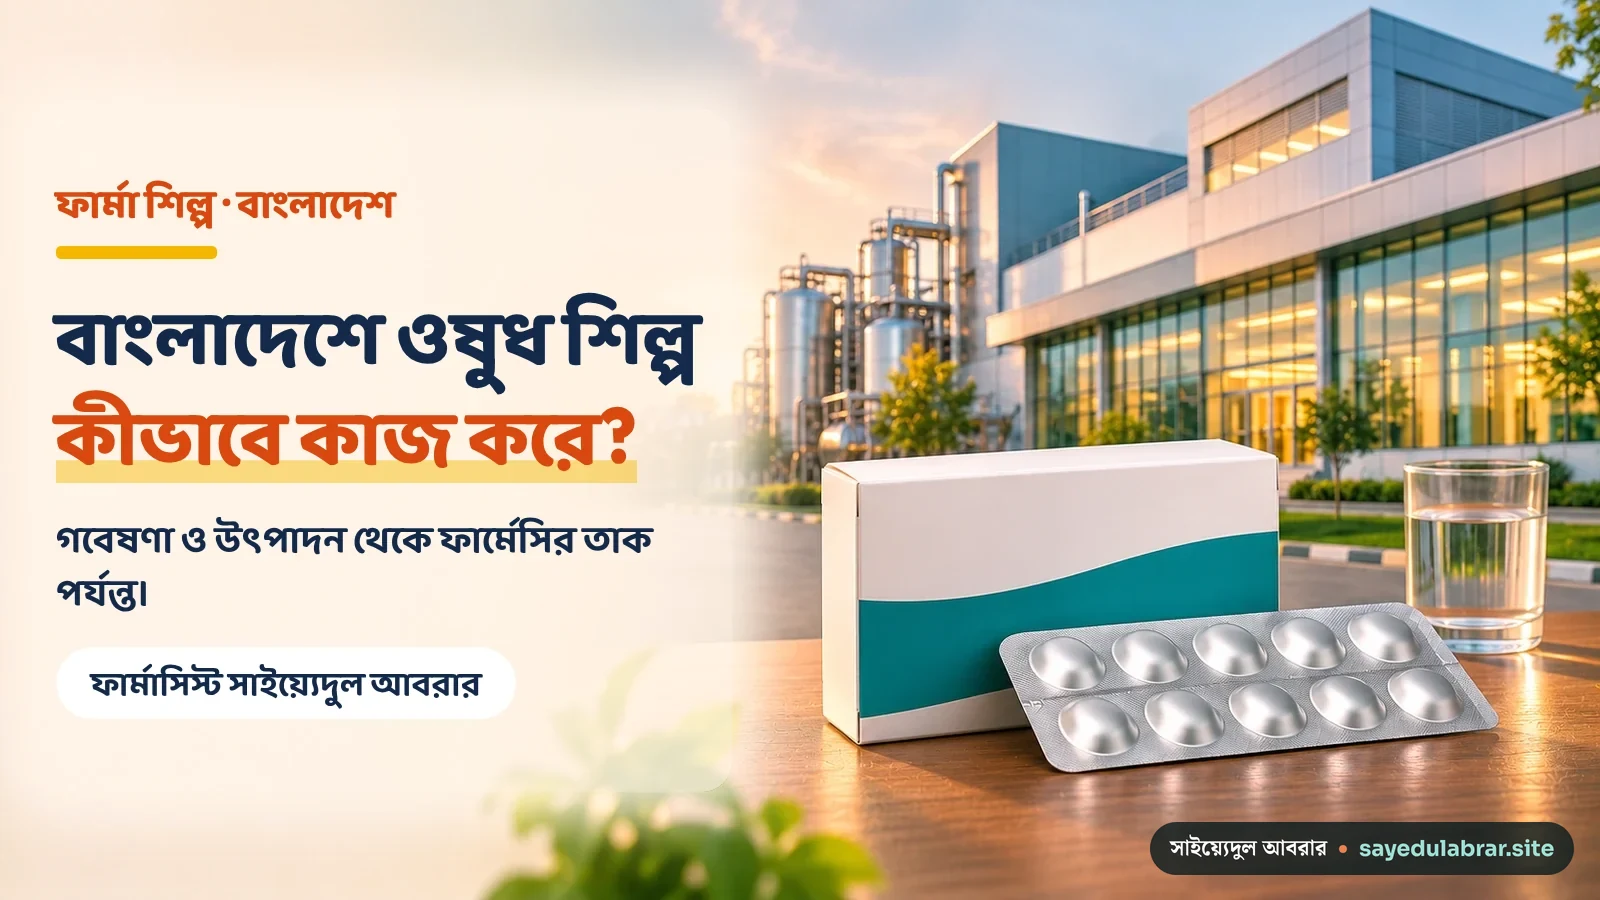 ফার্মা শিল্প · বাংলাদেশ
বাংলাদেশে ওষুধ শিল্প
কীভাবে কাজ করে?
গবেষণা ও উৎপাদন থেকে ফার্মেসির তাক
পর্যন্ত।
ফার্মাসিস্ট সাইয়্যেদুল আবরার
সাইয়্যেদুল আবরার • sayedulabrar.site